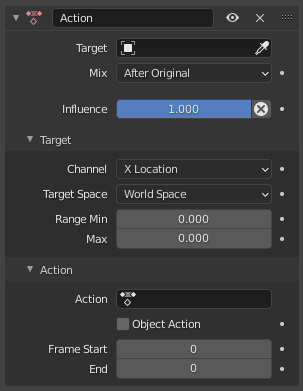 Action
Target
Mix After Original
Influence 1.000
Target
Channel X Location
Target Space World Space
Range Min 0.000
Max 0.000
Action
Action
Object Action
Frame Start 0
End 0